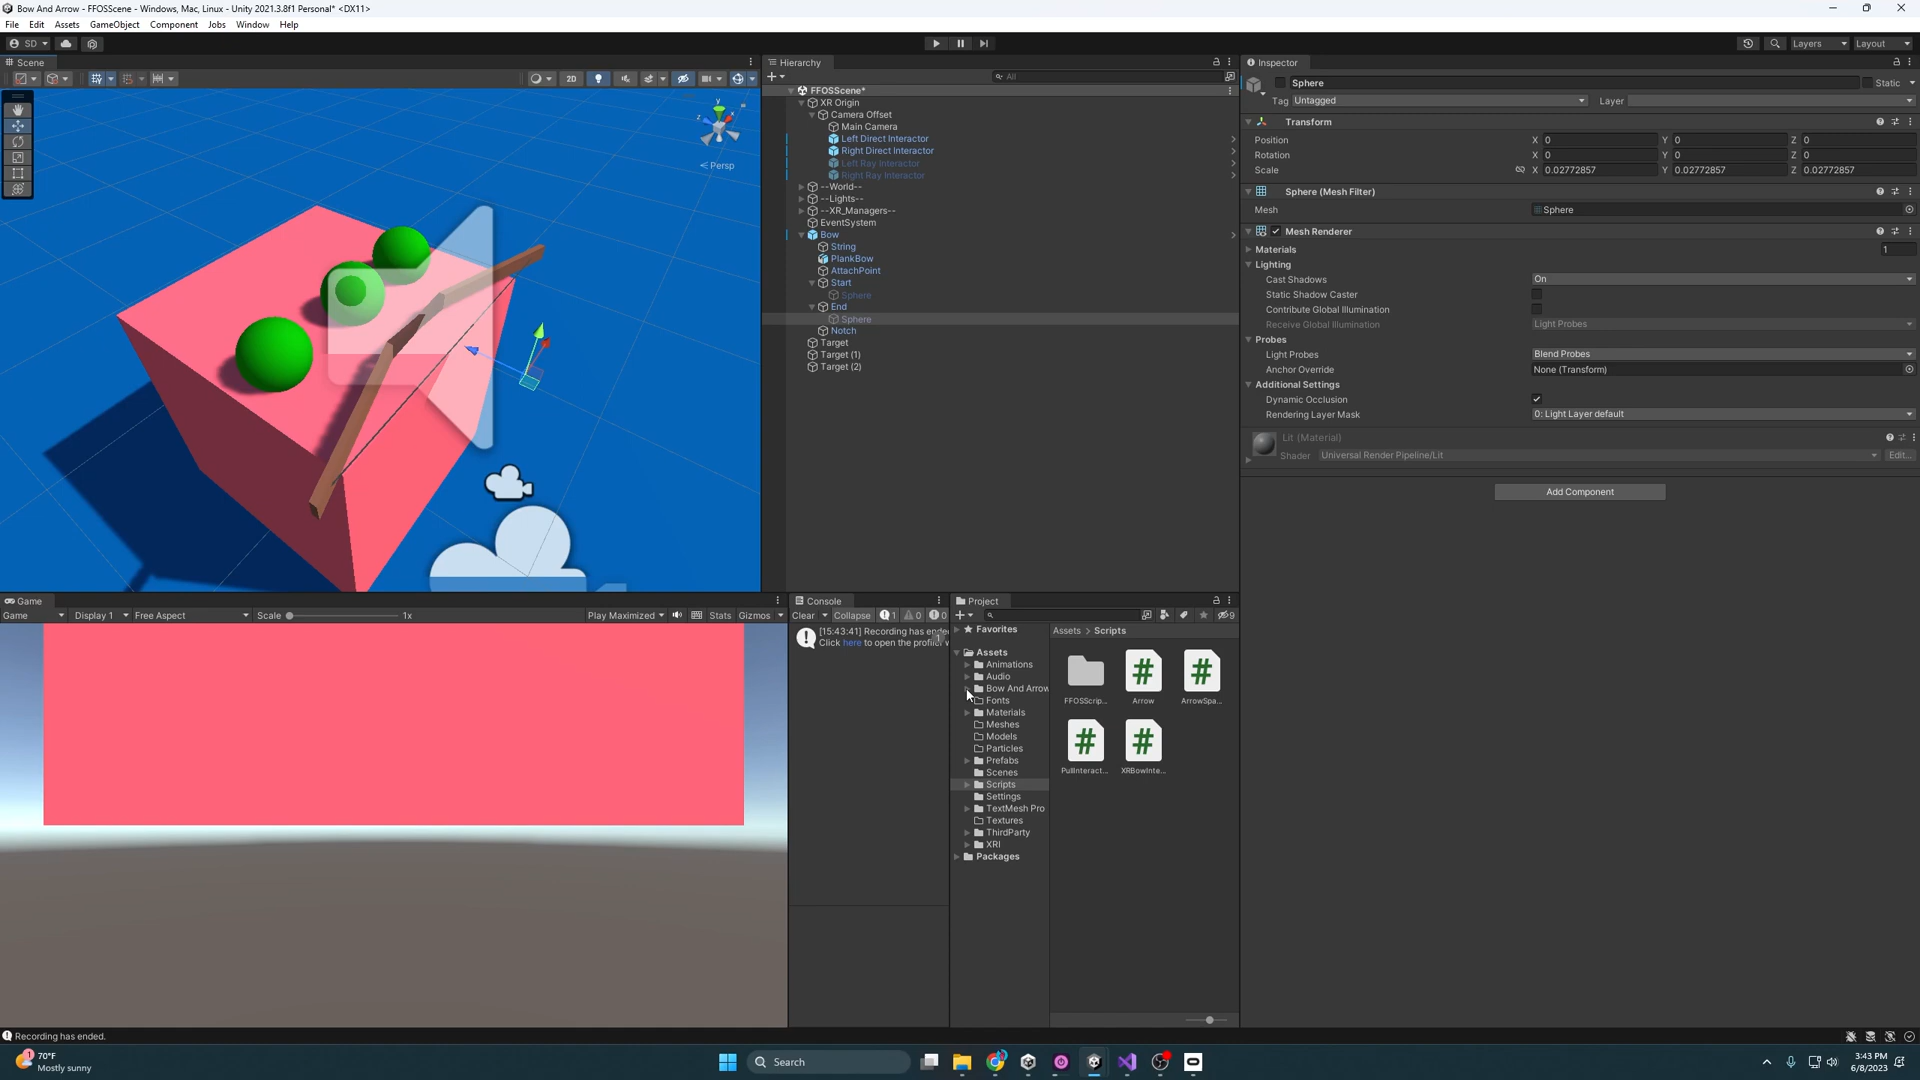 Bow And Arrow - FFOSScene - Windows, Mac, Linux - Unity 2021.3.8f1 Personal* <DX11>
File Edit Assets GameObject Component Jobs Window Help
SD Layers Layout
Scene
2D
y
x
z
< Persp
Hierarchy
All
FFOSScene*
XR Origin
Camera Offset
Main Camera
Left Direct Interactor
Right Direct Interactor
Left Ray Interactor
Right Ray Interactor
--World--
--Lights--
--XR_Managers--
EventSystem
Bow
String
PlankBow
AttachPoint
Start
Sphere
End
Sphere
Notch
Target
Target (1)
Target (2)
Inspector
Sphere Static
Tag Untagged Layer
Transform
Position X 0 Y 0 Z 0
Rotation X 0 Y 0 Z 0
Scale X 0.02772857 Y 0.02772857 Z 0.02772857
Sphere (Mesh Filter)
Mesh Sphere
Mesh Renderer
Materials 1
Lighting
Cast Shadows On
Static Shadow Caster
Contribute Global Illumination
Receive Global Illumination Light Probes
Probes
Light Probes Blend Probes
Anchor Override None (Transform)
Additional Settings
Dynamic Occlusion
Rendering Layer Mask 0: Light Layer default
Lit (Material)
Shader Universal Render Pipeline/Lit Edit...
Add Component
Game
Game Display 1 Free Aspect Scale 1x Play Maximized Stats Gizmos
Console
Clear Collapse 1 0 0
[15:43:41] Recording has ende
Click here to open the profiler w
1
Project
9
Favorites
Assets
Animations
Audio
Bow And Arrow
Fonts
Materials
Meshes
Models
Particles
Prefabs
Scenes
Scripts
Settings
TextMesh Pro
Textures
ThirdParty
XRI
Packages
Assets > Scripts
FFOSScrip... Arrow ArrowSpa...
PullInteract... XRBowInte...
Recording has ended.
1
70°F
Mostly sunny
Search
3:43 PM
6/8/2023